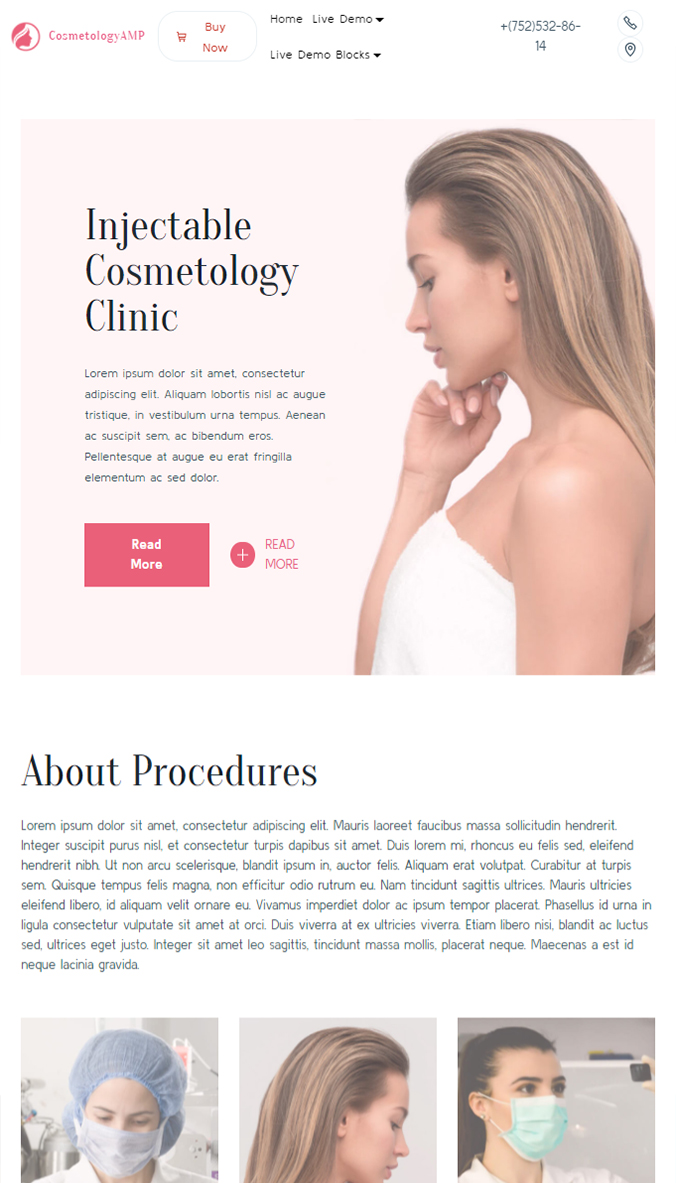 CosmetologyAMP
Buy
Now
Home Live Demo
Live Demo Blocks
+(752)532-86-
14
Injectable
Cosmetology
Clinic
Lorem ipsum dolor sit amet, consectetur
adipiscing elit. Aliquam lobortis nisl ac augue
tristique, in vestibulum urna tempus. Aenean
ac suscipit sem, ac bibendum eros.
Pellentesque at augue eu erat fringilla
elementum ac sed dolor.
Read
More
READ
MORE
About Procedures
Lorem ipsum dolor sit amet, consectetur adipiscing elit. Mauris laoreet faucibus massa sollicitudin hendrerit.
Integer suscipit purus nisl, et consectetur turpis dapibus sit amet. Duis lorem mi, rhoncus eu felis sed, eleifend
hendrerit nibh. Ut non arcu scelerisque, blandit ipsum in, auctor felis. Aliquam erat volutpat. Curabitur at turpis
sem. Quisque tempus felis magna, non efficitur odio rutrum eu. Nam tincidunt sagittis ultrices. Mauris ultricies
eleifend libero, id aliquam velit ornare eu. Vivamus imperdiet dolor ac ipsum tempor placerat. Phasellus id urna in
ligula consectetur vulputate sit amet at orci. Duis viverra at ex ultricies viverra. Etiam libero nisi, blandit ac luctus
sed, ultrices eget justo. Integer sit amet leo sagittis, tincidunt massa mollis, placerat neque. Maecenas a est id
neque lacinia gravida.